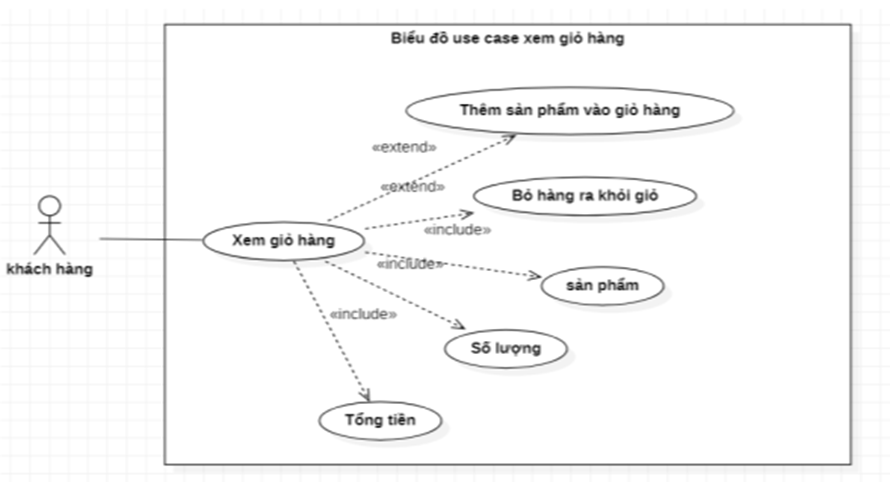 Biểu đồ use case xem giỏ hàng
Thêm sản phẩm vào giỏ hàng
«extend»
«extend»
Bỏ hàng ra khỏi giỏ
«include»
Xem giỏ hàng
khách hàng
«include»
sản phẩm
«include»
Số lượng
Tổng tiền